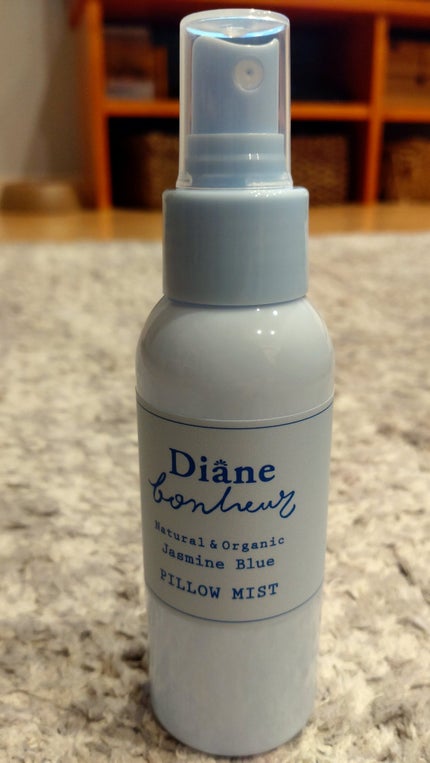 Diane
bonheur
Natural & Organic
Jasmine Blue
PILLOW MIST